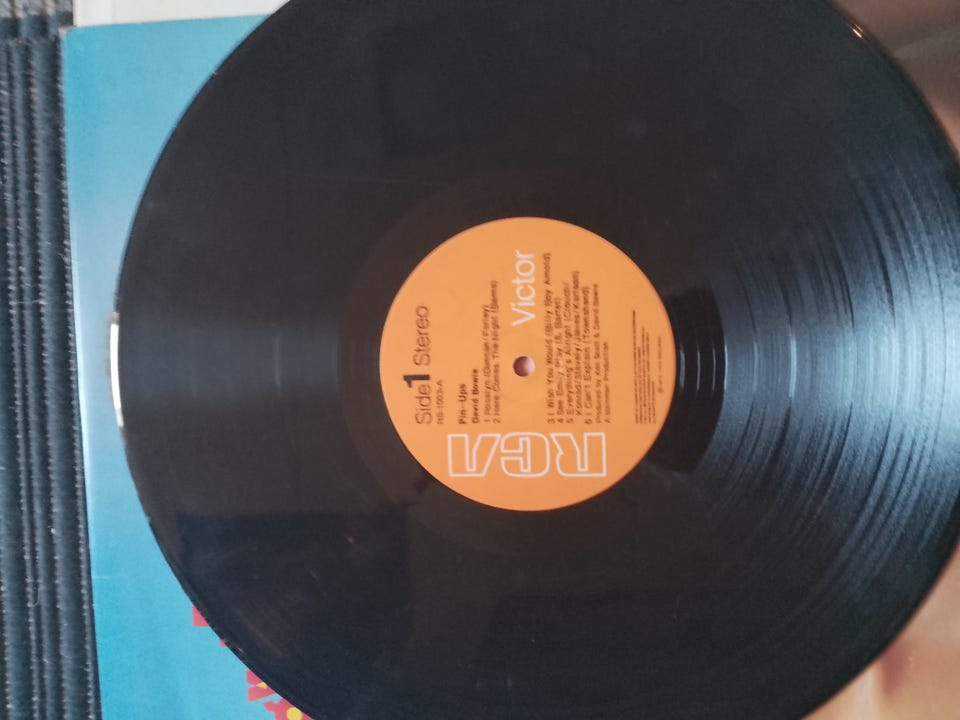 RCA Victor
Side 1 Stereo
RS-1003-A
Pin-Ups
David Bowie
1 Rosalyn (Duncan/Farley)
2 Here Comes The Night (Berns)
3 I Wish You Would (Billy Boy Arnold)
4 See Emily Play (S. Barrett)
5 Everything's Alright (Crouch/
Konrad/Stavely/James/Karlson)
6 I Can't Explain (Townshend)
Produced by Ken Scott & David Bowie
A Mainman Production